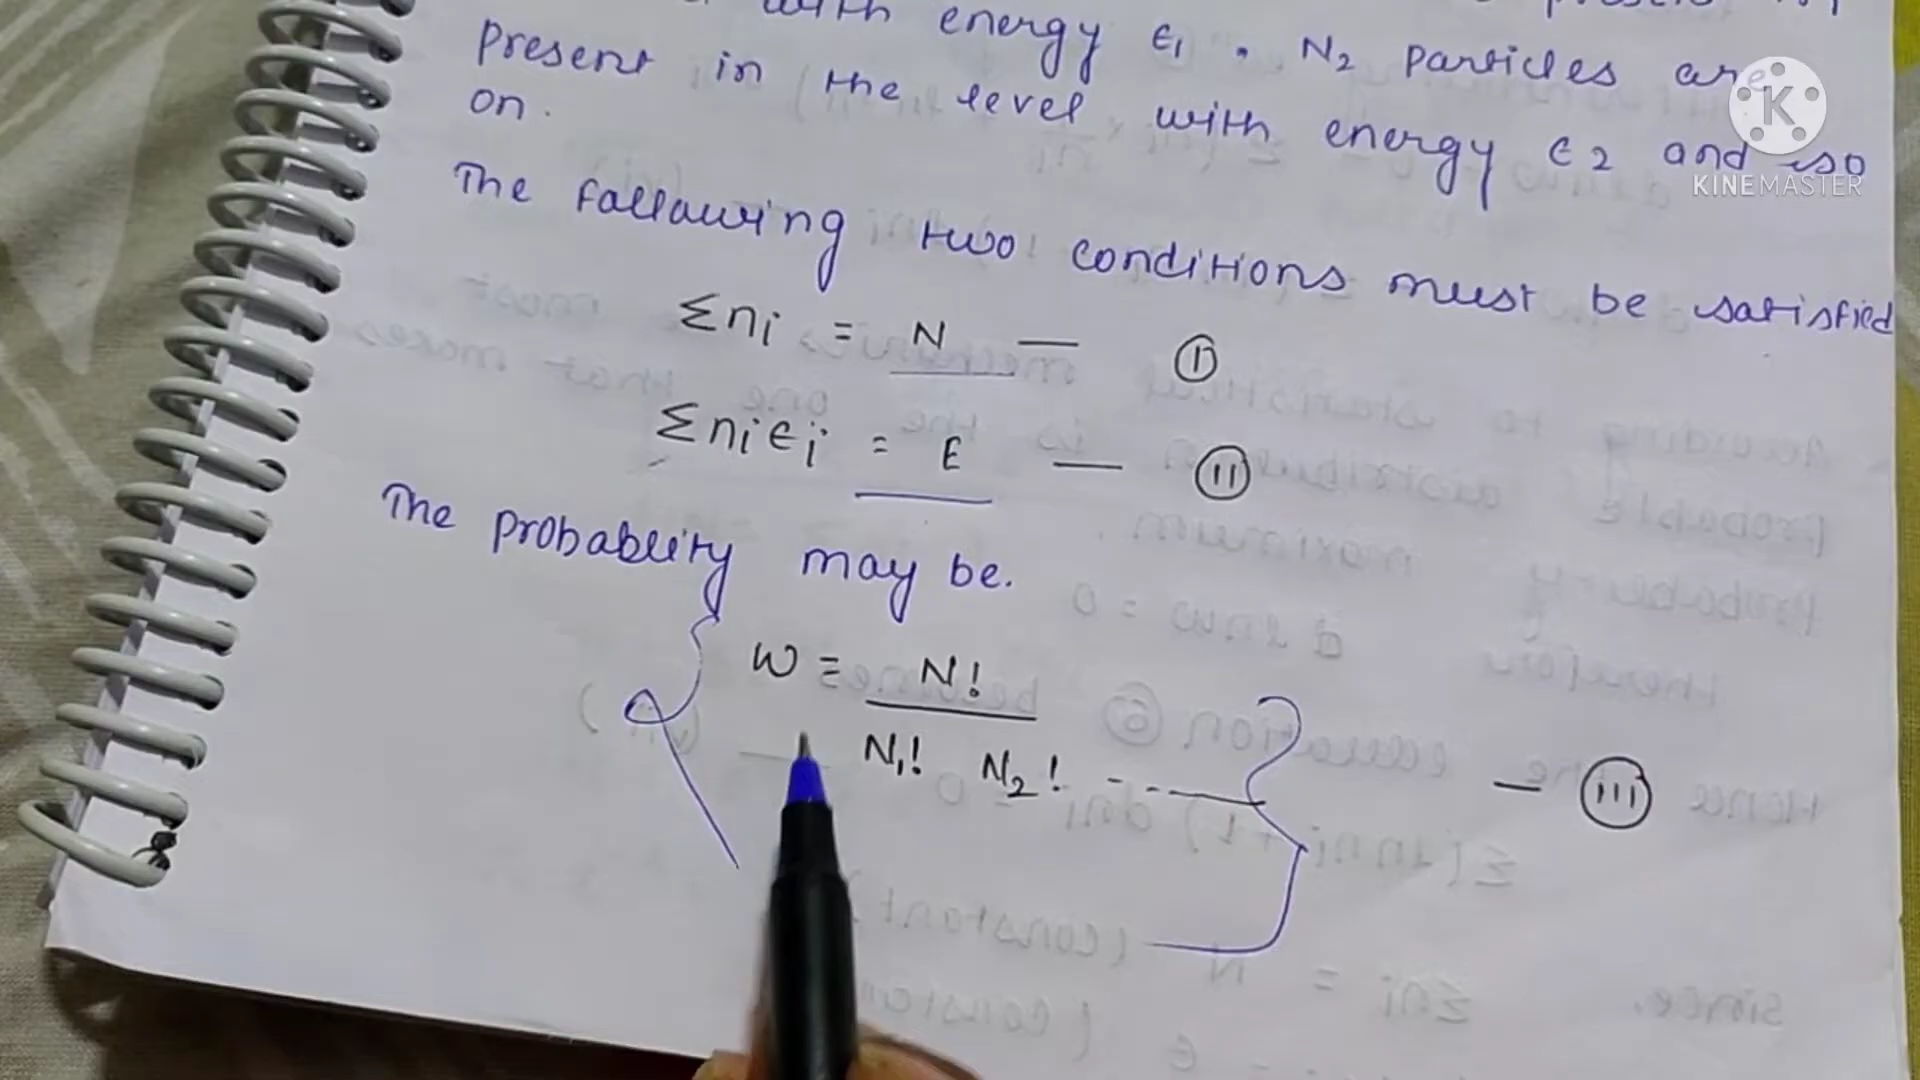 with energy ϵ1 . N2 particles are
present in the level with energy ϵ2 and so
on.
The following two conditions must be satisfied
Σni = N — (I)
Σniϵi = E — (II)
The probability may be.
W = N!
N1! N2! ---- — (III)
K
KINEMASTER